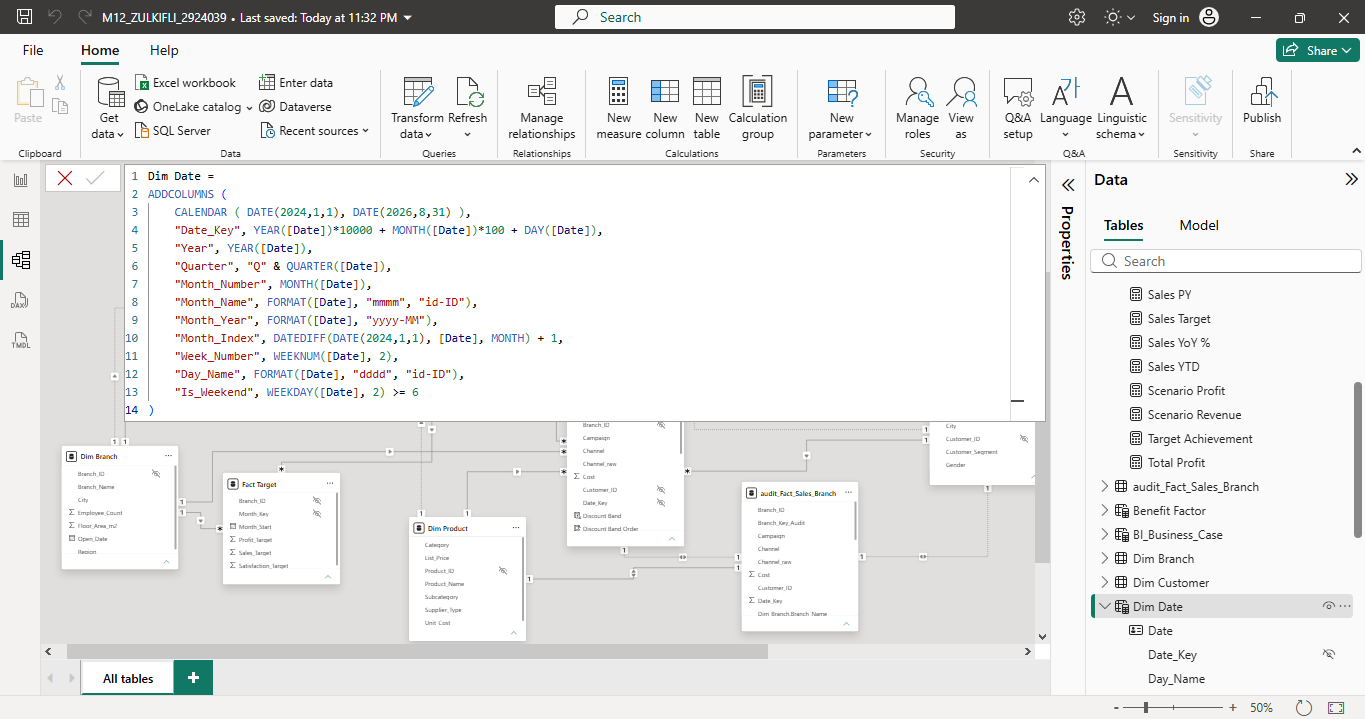 M12_ZULKIFLI_2924039 • Last saved: Today at 11:32 PM
Search
Sign in
File
Home
Help
Share
Paste
Clipboard
Get data
Excel workbook
OneLake catalog
SQL Server
Enter data
Dataverse
Recent sources
Data
Transform data
Refresh
Queries
Manage relationships
Relationships
New measure
New column
New table
Calculation group
Calculations
New parameter
Parameters
Manage roles
View as
Security
Q&A setup
Language
Linguistic schema
Q&A
Sensitivity
Sensitivity
Publish
Share
1 Dim Date =
2 ADDCOLUMNS (
3 CALENDAR ( DATE(2024,1,1), DATE(2026,8,31) ),
4 "Date_Key", YEAR([Date])*10000 + MONTH([Date])*100 + DAY([Date]),
5 "Year", YEAR([Date]),
6 "Quarter", "Q" & QUARTER([Date]),
7 "Month_Number", MONTH([Date]),
8 "Month_Name", FORMAT([Date], "mmmm", "id-ID"),
9 "Month_Year", FORMAT([Date], "yyyy-MM"),
10 "Month_Index", DATEDIFF(DATE(2024,1,1), [Date], MONTH) + 1,
11 "Week_Number", WEEKNUM([Date], 2),
12 "Day_Name", FORMAT([Date], "dddd", "id-ID"),
13 "Is_Weekend", WEEKDAY([Date], 2) >= 6
14 )
Dim Branch
Branch_ID
Branch_Name
City
Employee_Count
Floor_Area_m2
Open_Date
Region
Fact Target
Branch_ID
Month_Key
Month_Start
Profit_Target
Sales_Target
Satisfaction_Target
Dim Product
Category
List_Price
Product_ID
Product_Name
Subcategory
Supplier_Type
Unit_Cost
Branch_ID
Campaign
Channel
Channel_raw
Cost
Customer_ID
Date_Key
Discount Band
Discount Band Order
audit_Fact_Sales_Branch
Branch_ID
Branch_Key_Audit
Campaign
Channel
Channel_raw
Cost
Customer_ID
Date_Key
Dim_Branch.Branch_Name
City
Customer_ID
Customer_Segment
Gender
All tables
Properties
Data
Tables
Model
Search
Sales PY
Sales Target
Sales YoY %
Sales YTD
Scenario Profit
Scenario Revenue
Target Achievement
Total Profit
audit_Fact_Sales_Branch
Benefit Factor
BI_Business_Case
Dim Branch
Dim Customer
Dim Date
Date
Date_Key
Day_Name
50%